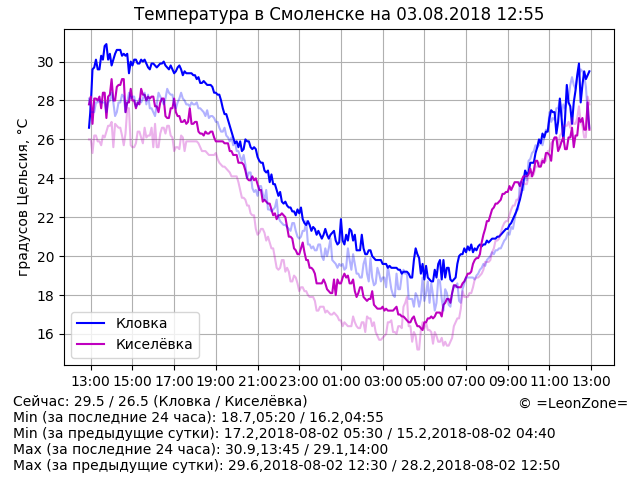 Температура в Смоленске на 03.08.2018 12:55
градусов Цельсия, °C
30
28
26
24
22
20
18
16
Кловка
Киселёвка
13:00 15:00 17:00 19:00 21:00 23:00 01:00 03:00 05:00 07:00 09:00 11:00 13:00
Сейчас: 29.5 / 26.5 (Кловка / Киселёвка)
© =LeonZone=
Min (за последние 24 часа): 18.7,05:20 / 16.2,04:55
Min (за предыдущие сутки): 17.2,2018-08-02 05:30 / 15.2,2018-08-02 04:40
Max (за последние 24 часа): 30.9,13:45 / 29.1,14:00
Max (за предыдущие сутки): 29.6,2018-08-02 12:30 / 28.2,2018-08-02 12:50